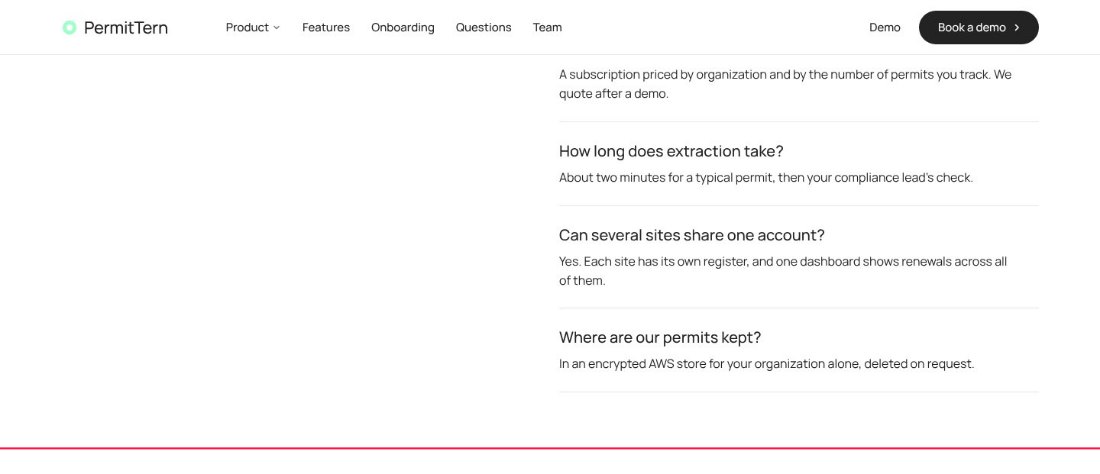 PermitTern
Product
Features
Onboarding
Questions
Team
Demo
Book a demo
A subscription priced by organization and by the number of permits you track. We
quote after a demo.
How long does extraction take?
About two minutes for a typical permit, then your compliance lead's check.
Can several sites share one account?
Yes. Each site has its own register, and one dashboard shows renewals across all
of them.
Where are our permits kept?
In an encrypted AWS store for your organization alone, deleted on request.